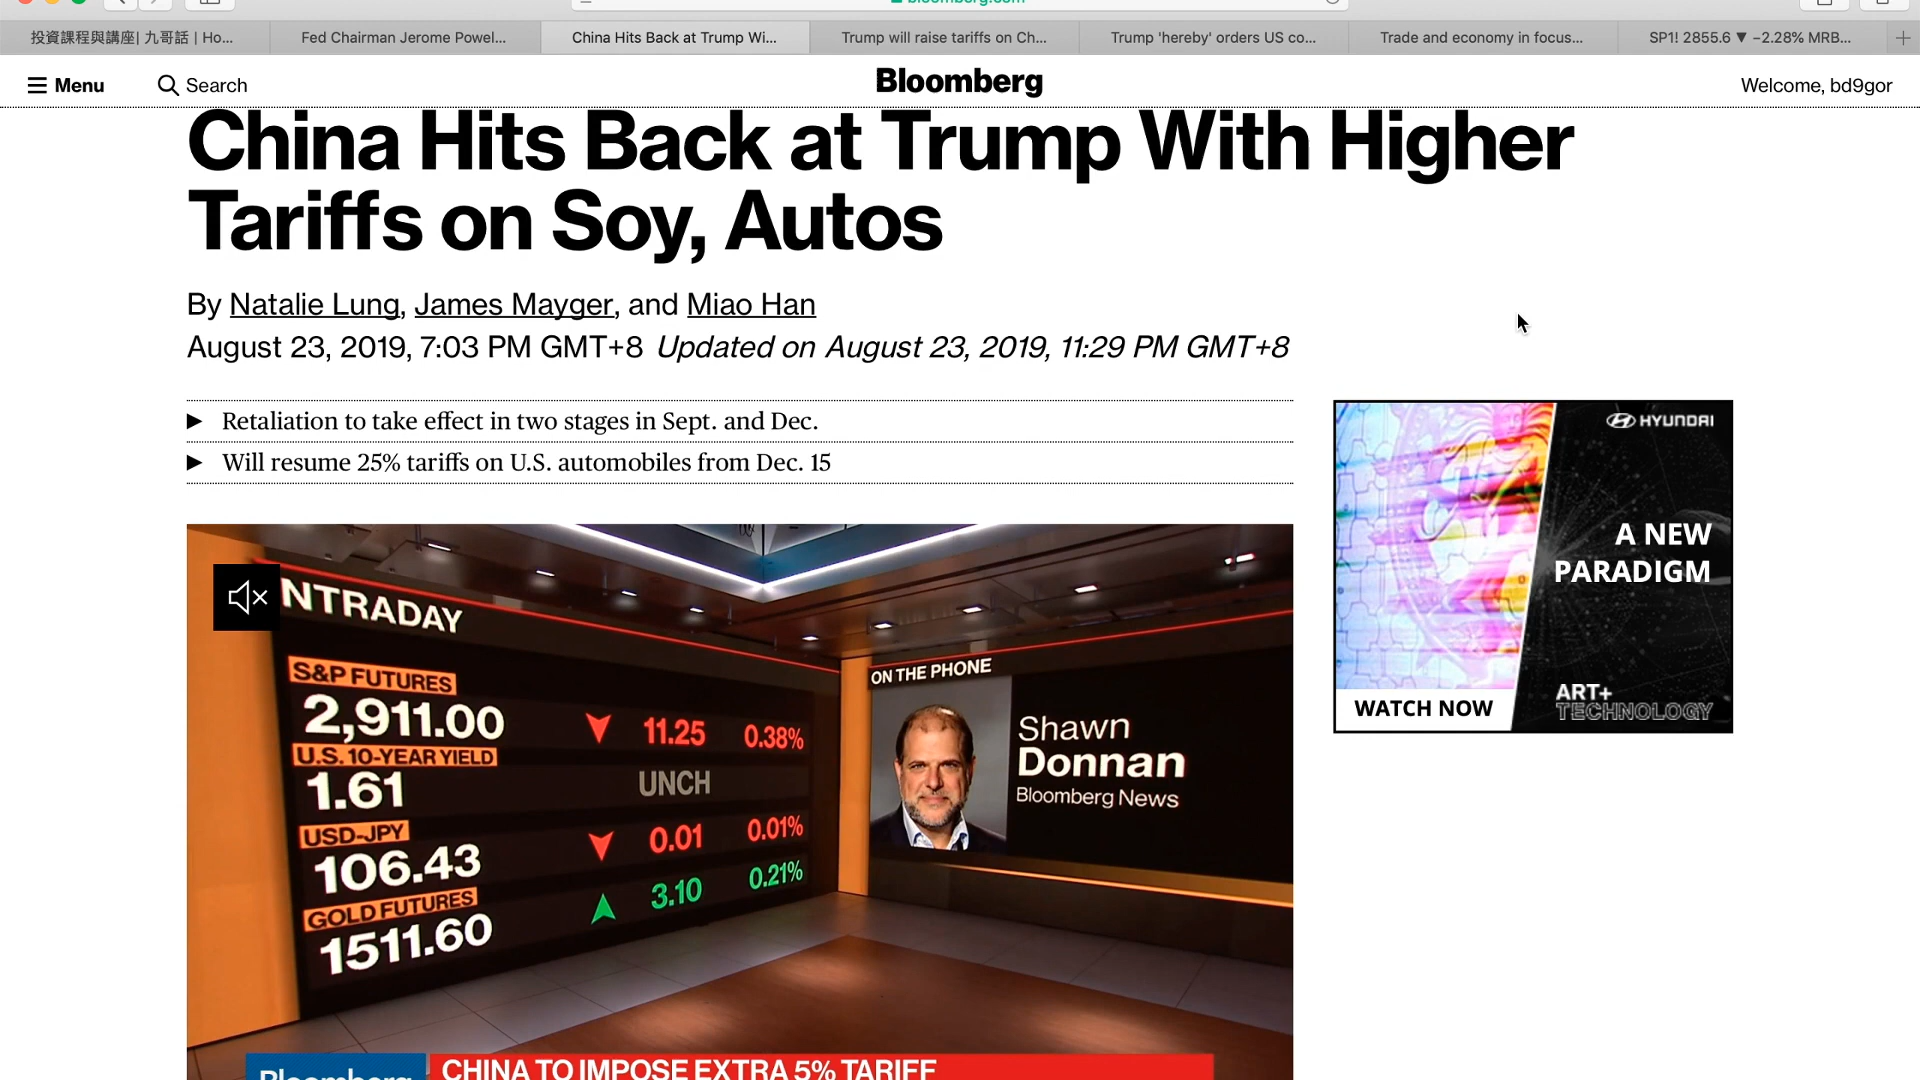 投資課程與講座| 九哥話 | Ho...
Fed Chairman Jerome Powel...
China Hits Back at Trump Wi...
Trump will raise tariffs on Ch...
Trump 'hereby' orders US co...
Trade and economy in focus...
SP1! 2855.6 ▼ −2.28% MRB...
Menu
Search
Bloomberg
Welcome, bd9gor
China Hits Back at Trump With Higher
Tariffs on Soy, Autos
By Natalie Lung, James Mayger, and Miao Han
August 23, 2019, 7:03 PM GMT+8 Updated on August 23, 2019, 11:29 PM GMT+8
► Retaliation to take effect in two stages in Sept. and Dec.
► Will resume 25% tariffs on U.S. automobiles from Dec. 15
HYUNDAI
A NEW
PARADIGM
WATCH NOW
ART+
TECHNOLOGY
NTRADAY
S&P FUTURES
2,911.00 ▼ 11.25 0.38%
U.S. 10-YEAR YIELD
1.61 UNCH
USD-JPY
106.43 ▼ 0.01 0.01%
GOLD FUTURES
1511.60 ▲ 3.10 0.21%
ON THE PHONE
Shawn
Donnan
Bloomberg News
Bloomberg
CHINA TO IMPOSE EXTRA 5% TARIFF